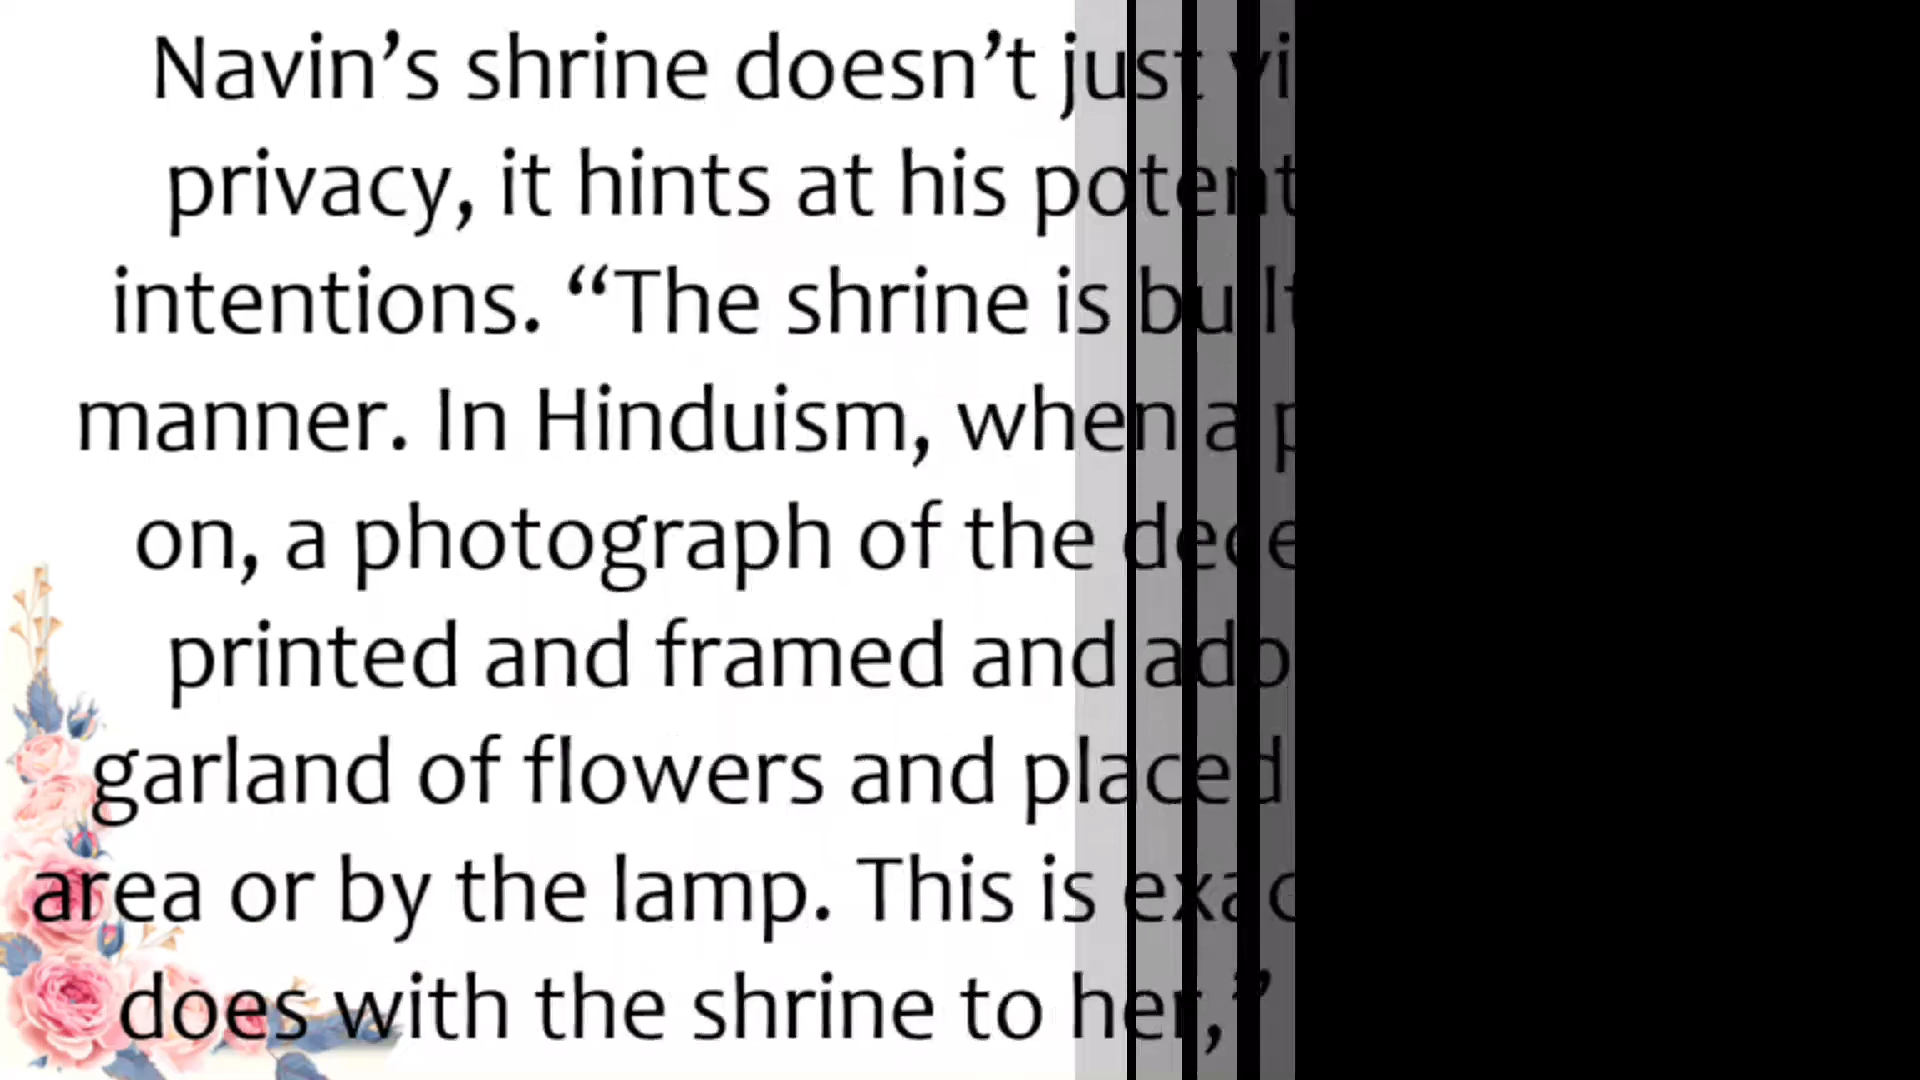 Navin’s shrine doesn’t just
privacy, it hints at his
intentions. “The shrine is built
manner. In Hinduism, when a
on, a photograph of the
printed and framed and
garland of flowers and placed
area or by the lamp. This is
does with the shrine to her,”